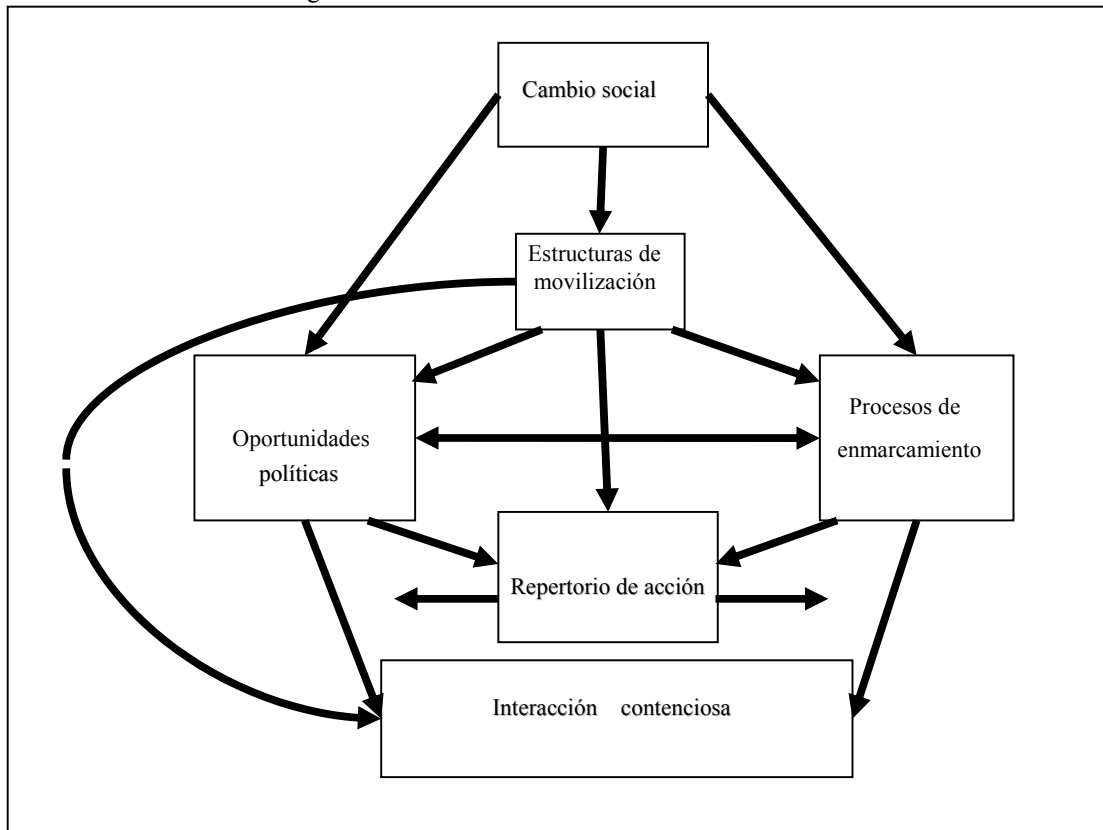 Cambio social
Estructuras de
movilización
Oportunidades
políticas
Procesos de
enmarcamiento
Repertorio de acción
Interacción contenciosa